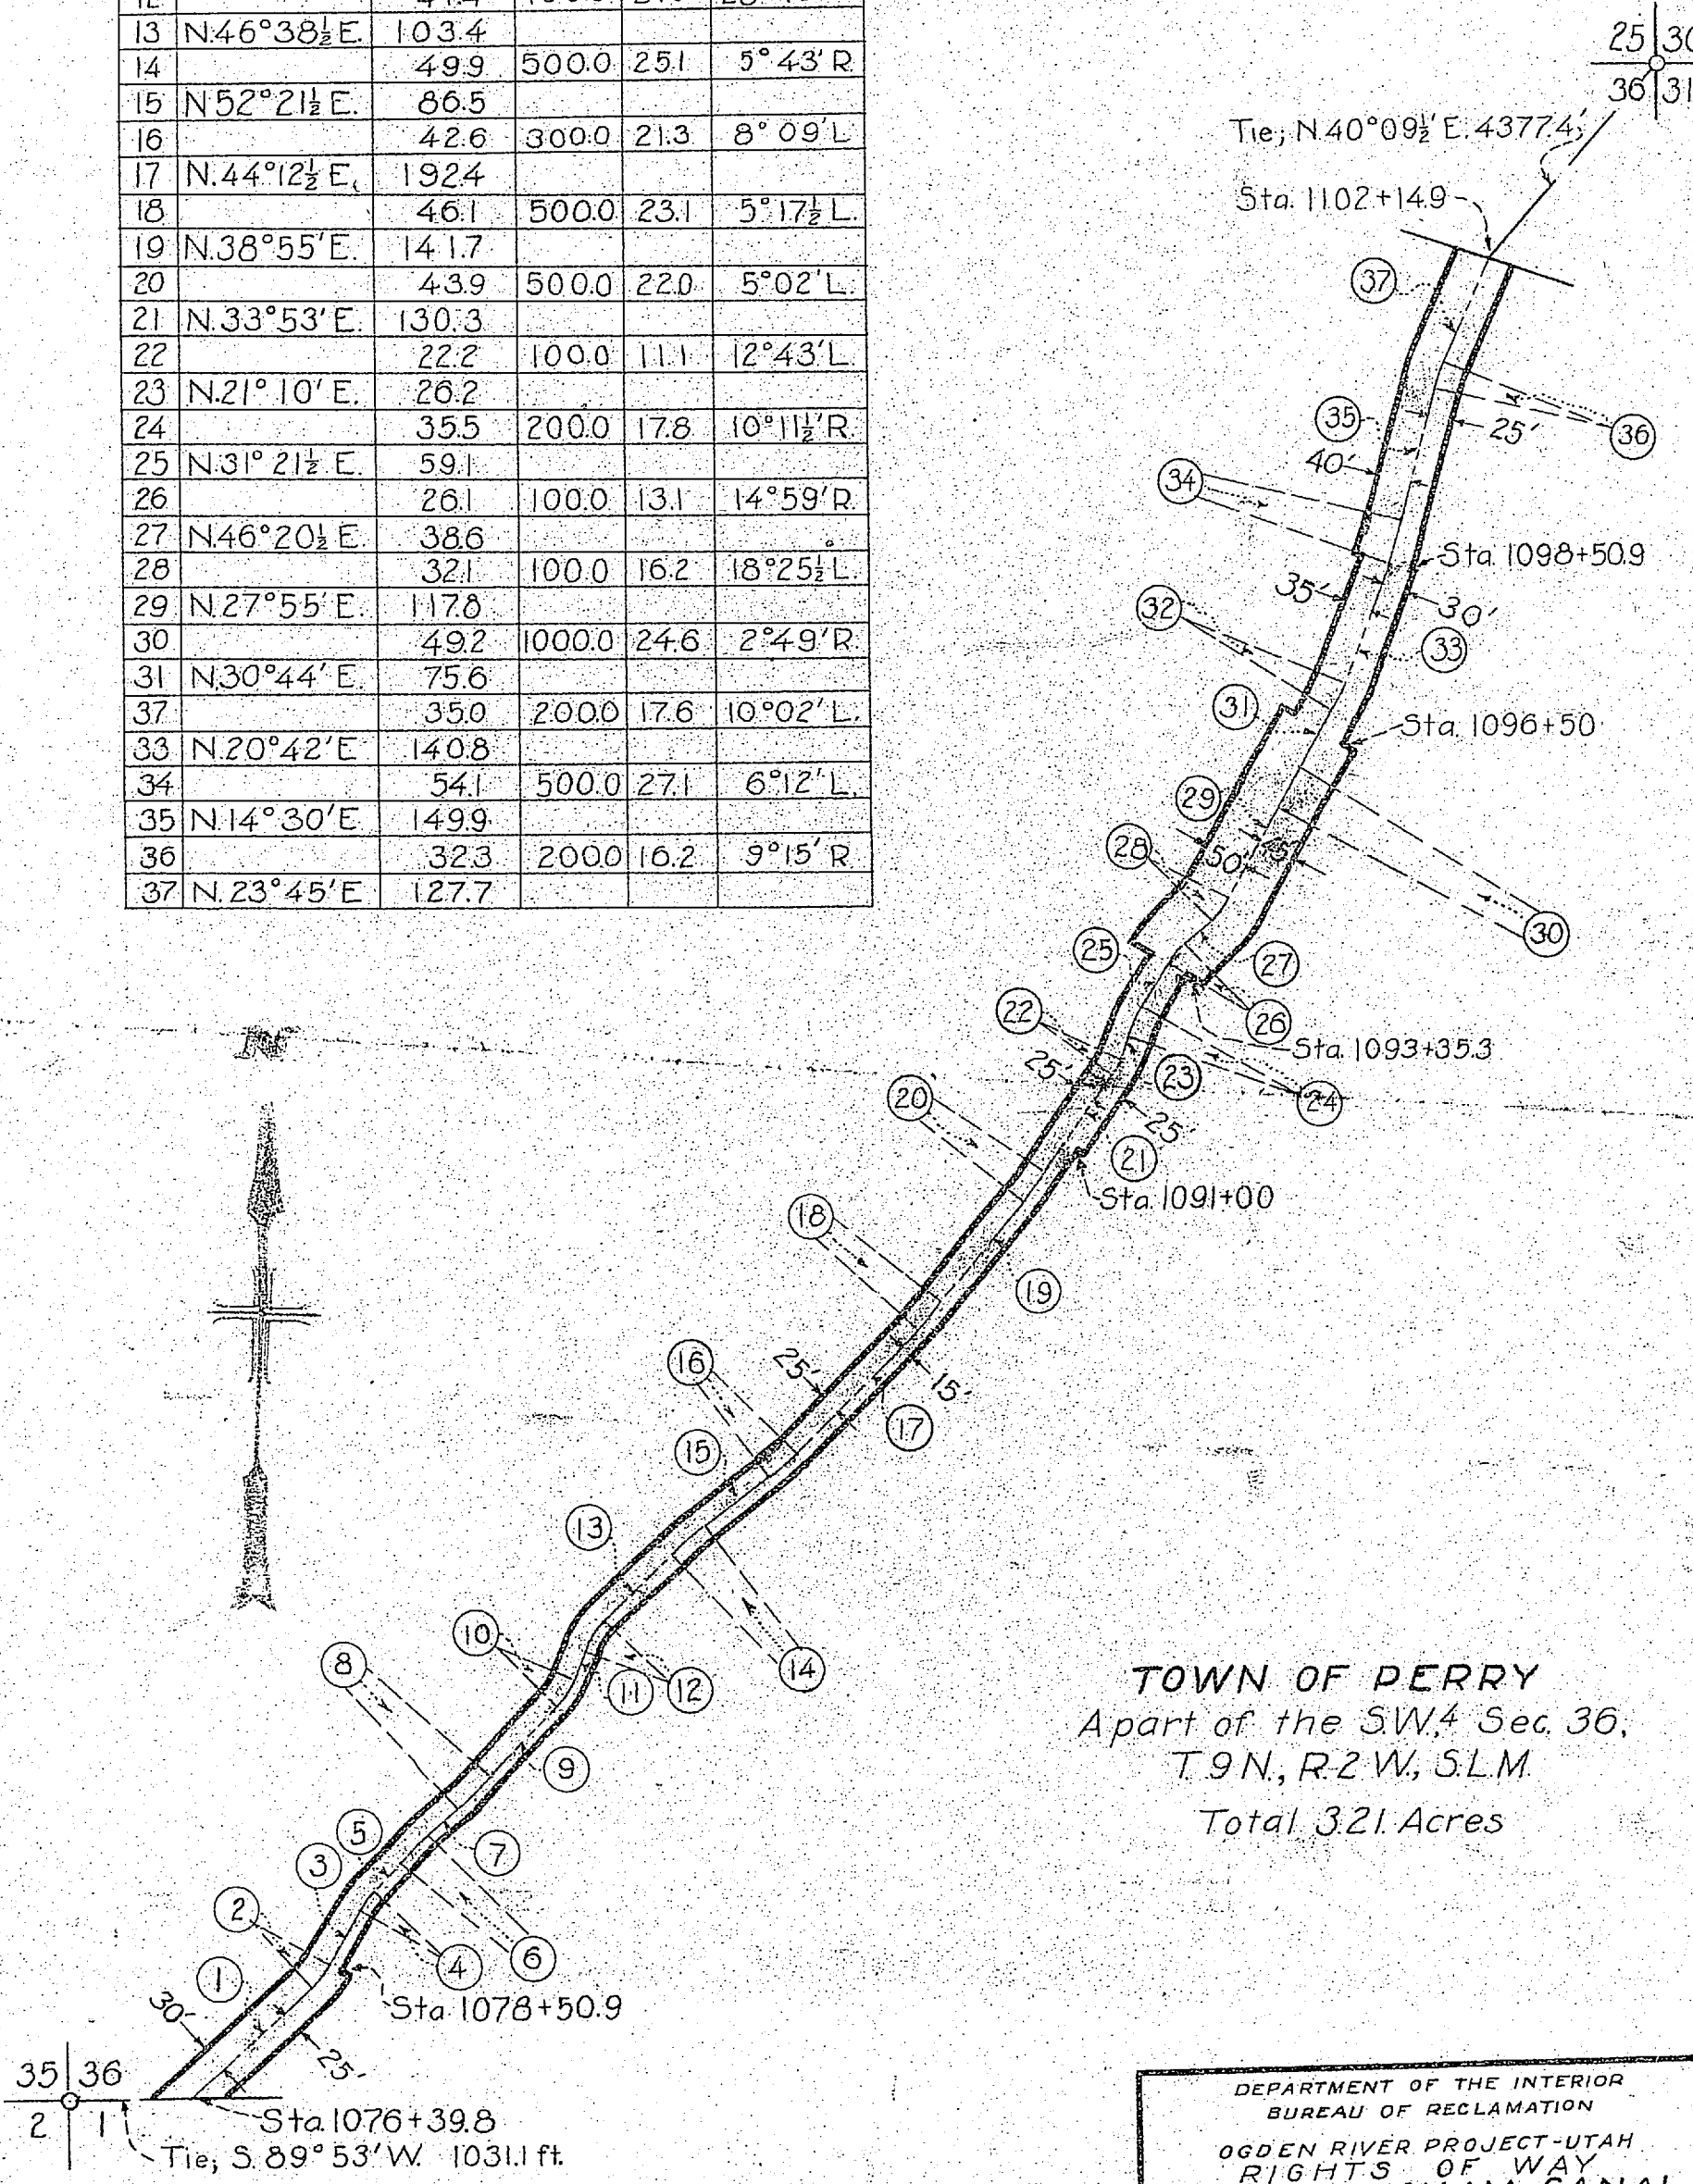 13 N.46°38½E. 103.4
14 49.9 500.0 25.1 5°43'R.
15 N.52°21½E. 86.5
16 42.6 300.0 21.3 8°09'L
17 N.44°12½E. 192.4
18 46.1 500.0 23.1 5°17½L.
19 N.38°55'E. 141.7
20 43.9 500.0 22.0 5°02'L.
21 N.33°53'E. 130.3
22 22.2 100.0 11.1 12°43'L.
23 N.21°10'E. 26.2
24 35.5 200.0 17.8 10°11½'R.
25 N.31°21½E. 59.1
26 26.1 100.0 13.1 14°59'R.
27 N.46°20½E. 38.6
28 32.1 100.0 16.2 18°25½L.
29 N.27°55'E. 117.8
30 49.2 1000.0 24.6 2°49'R.
31 N.30°44'E. 75.6
37 35.0 200.0 17.6 10°02'L.
33 N.20°42'E 140.8
34 54.1 500.0 27.1 6°12'L.
35 N.14°30'E 149.9
36 32.3 200.0 16.2 9°15'R
37 N.23°45'E 127.7
25 30
36 31
Tie; N.40°09½'E. 4377.4'
Sta. 1102+14.9
37
35
25'
36
40'
34
Sta. 1098+50.9
35'
30'
32
33
31
Sta. 1096+50
29
28
50'
45'
30
25
27
22
26
Sta. 1093+35.3
25'
23
20
24
25'
21
Sta. 1091+00
18
19
16
25'
15'
17
15
13
10
14
8
11
12
9
5
3
7
2
4
6
1
30'
Sta. 1078+50.9
25'
35 36
2 1
Sta. 1076+39.8
Tie; S. 89°53'W. 1031.1 ft.
N
TOWN OF PERRY
A part of the S.W.¼ Sec. 36,
T. 9 N., R. 2 W., S.L.M.
Total 3.21 Acres
DEPARTMENT OF THE INTERIOR
BUREAU OF RECLAMATION
OGDEN RIVER PROJECT-UTAH
RIGHTS OF WAY